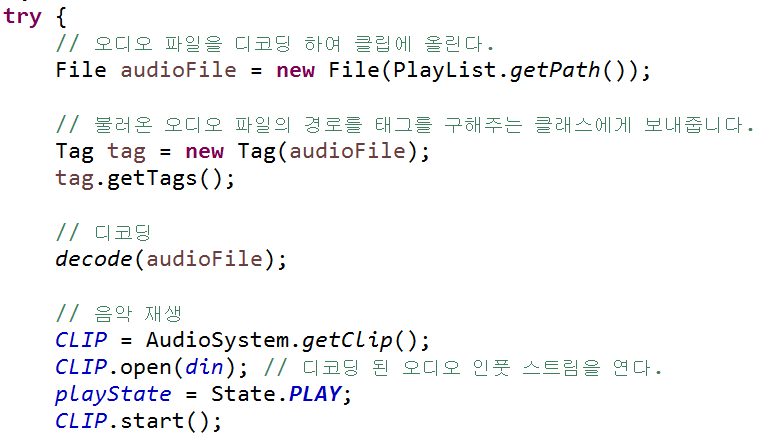 try {
// 오디오 파일을 디코딩 하여 클립에 올린다.
File audioFile = new File(PlayList.getPath());
// 불러온 오디오 파일의 경로를 태그를 구해주는 클래스에게 보내줍니다.
Tag tag = new Tag(audioFile);
tag.getTags();
// 디코딩
decode(audioFile);
// 음악 재생
CLIP = AudioSystem.getClip();
CLIP.open(din); // 디코딩 된 오디오 인풋 스트림을 연다.
playState = State.PLAY;
CLIP.start();